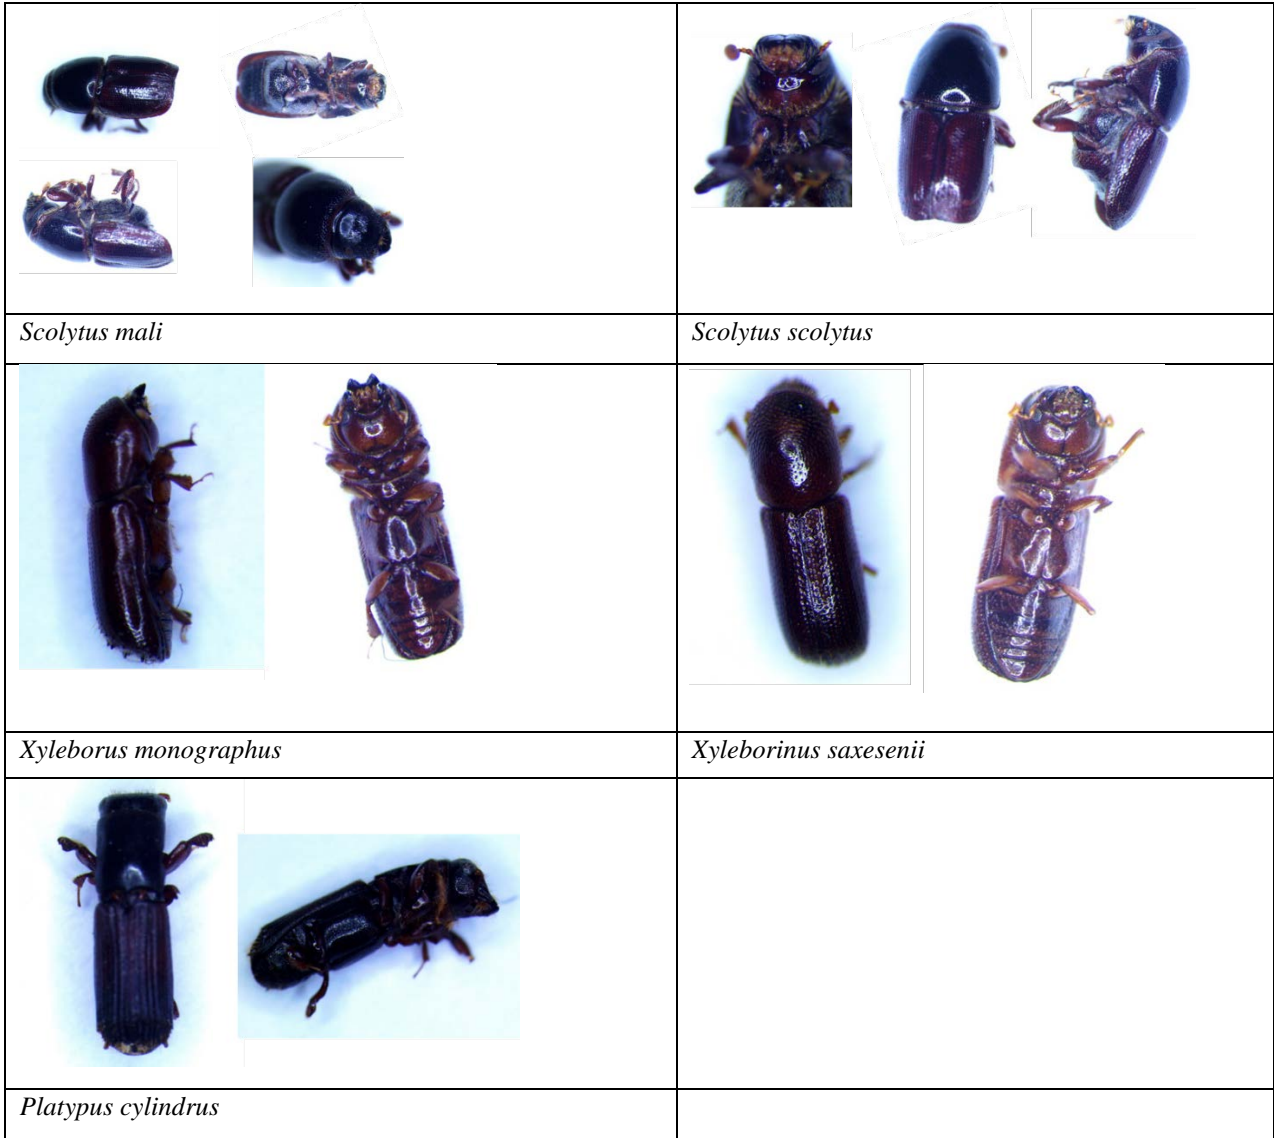 Scolytus mali
Scolytus scolytus
Xyleborus monographus
Xyleborinus saxesenii
Platypus cylindrus